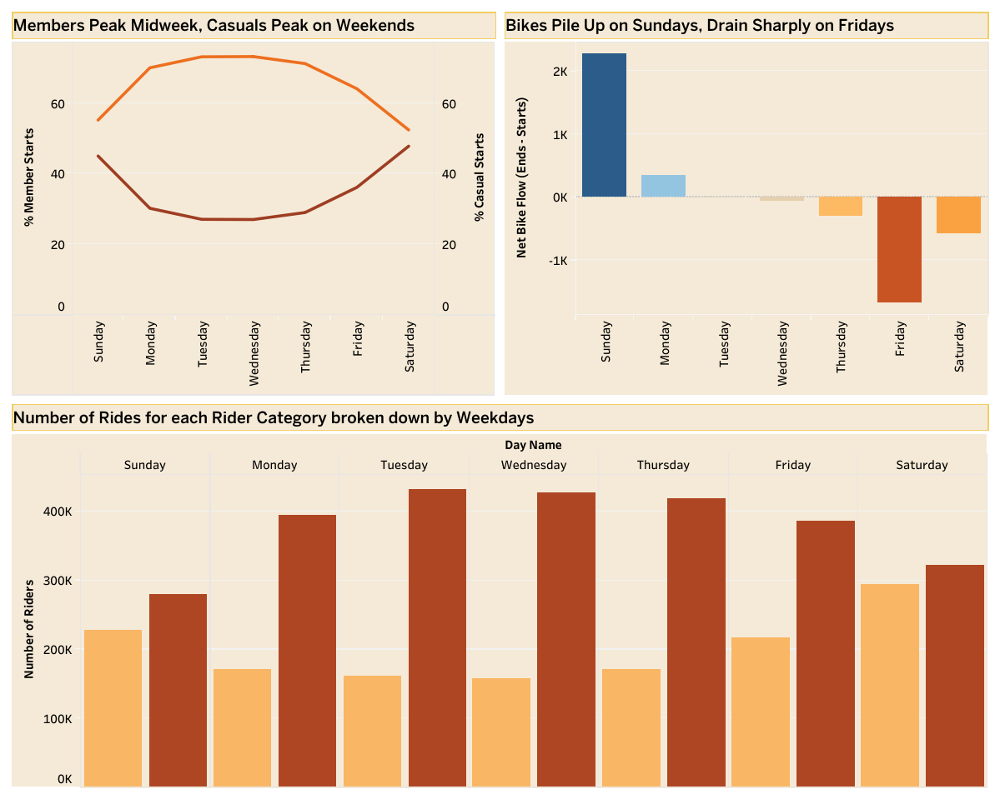 Members Peak Midweek, Casuals Peak on Weekends
% Member Starts
60
40
20
0
60
40
20
0
% Casual Starts
Sunday
Monday
Tuesday
Wednesday
Thursday
Friday
Saturday
Bikes Pile Up on Sundays, Drain Sharply on Fridays
Net Bike Flow (Ends - Starts)
2K
1K
0K
-1K
Sunday
Monday
Tuesday
Wednesday
Thursday
Friday
Saturday
Number of Rides for each Rider Category broken down by Weekdays
Day Name
Sunday
Monday
Tuesday
Wednesday
Thursday
Friday
Saturday
Number of Riders
400K
300K
200K
100K
0K